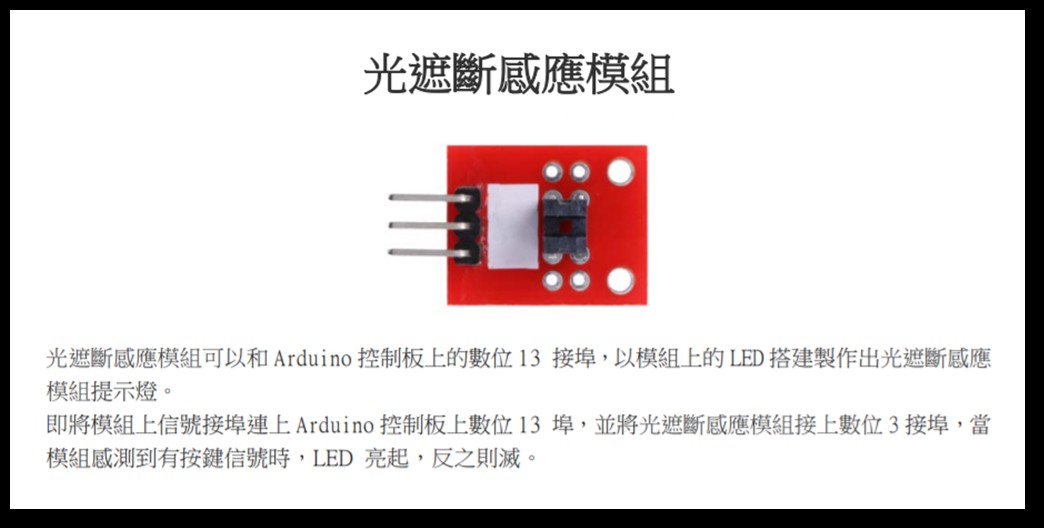 光遮斷感應模組
光遮斷感應模組可以和 Arduino 控制板上的數位 13 接埠，以模組上的 LED 搭建製作出光遮斷感應
模組提示燈。
即將模組上信號接埠連上 Arduino 控制板上數位 13 埠，並將光遮斷感應模組接上數位 3 接埠，當
模組感測到有按鍵信號時，LED 亮起，反之則滅。